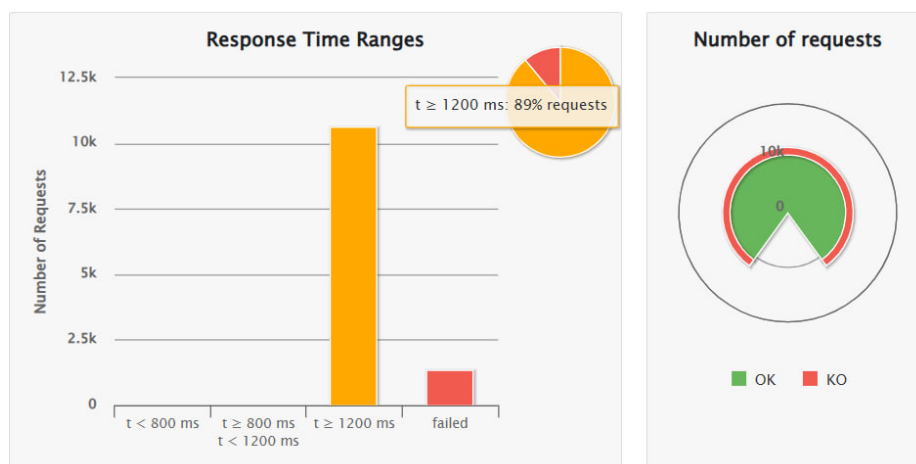 Response Time Ranges
12.5k
10k
7.5k
5k
2.5k
0
Number of Requests
t < 800 ms
t ≥ 800 ms
t < 1200 ms
t ≥ 1200 ms
failed
t ≥ 1200 ms: 89% requests
Number of requests
10k
0
OK
KO